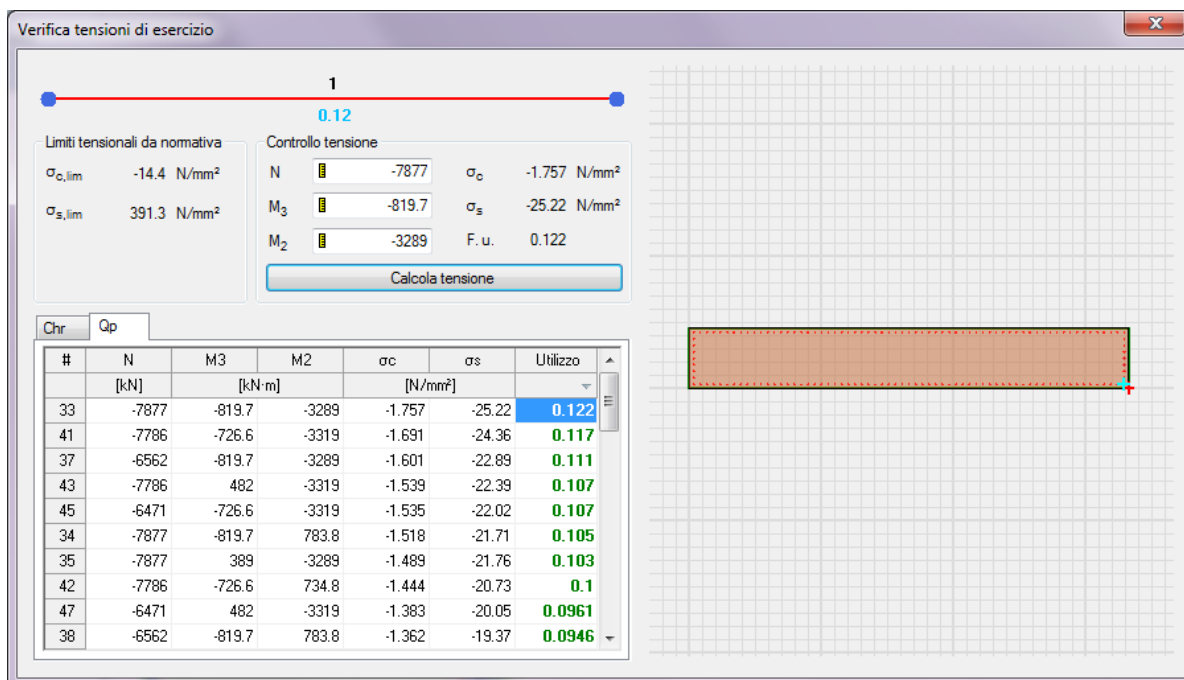 Verifica tensioni di esercizio
x
1
0.12
Limiti tensionali da normativa
σc,lim -14.4 N/mm²
σs,lim 391.3 N/mm²
Controllo tensione
N -7877 σc -1.757 N/mm²
M3 -819.7 σs -25.22 N/mm²
M2 -3289 F. u. 0.122
Calcola tensione
Chr Qp
# N M3 M2 σc σs Utilizzo
[kN] [kN·m] [N/mm²]
33 -7877 -819.7 -3289 -1.757 -25.22 0.122
41 -7786 -726.6 -3319 -1.691 -24.36 0.117
37 -6562 -819.7 -3289 -1.601 -22.89 0.111
43 -7786 482 -3319 -1.539 -22.39 0.107
45 -6471 -726.6 -3319 -1.535 -22.02 0.107
34 -7877 -819.7 783.8 -1.518 -21.71 0.105
35 -7877 389 -3289 -1.489 -21.76 0.103
42 -7786 -726.6 734.8 -1.444 -20.73 0.1
47 -6471 482 -3319 -1.383 -20.05 0.0961
38 -6562 -819.7 783.8 -1.362 -19.37 0.0946